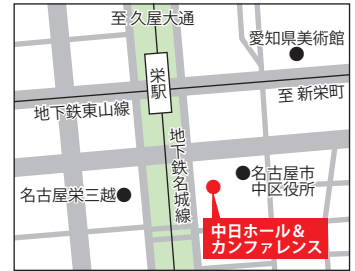 至 久屋大通
愛知県美術館
栄駅
至 新栄町
地下鉄東山線
地下鉄名城線
名古屋市
中区役所
名古屋栄三越
中日ホール＆
カンファレンス